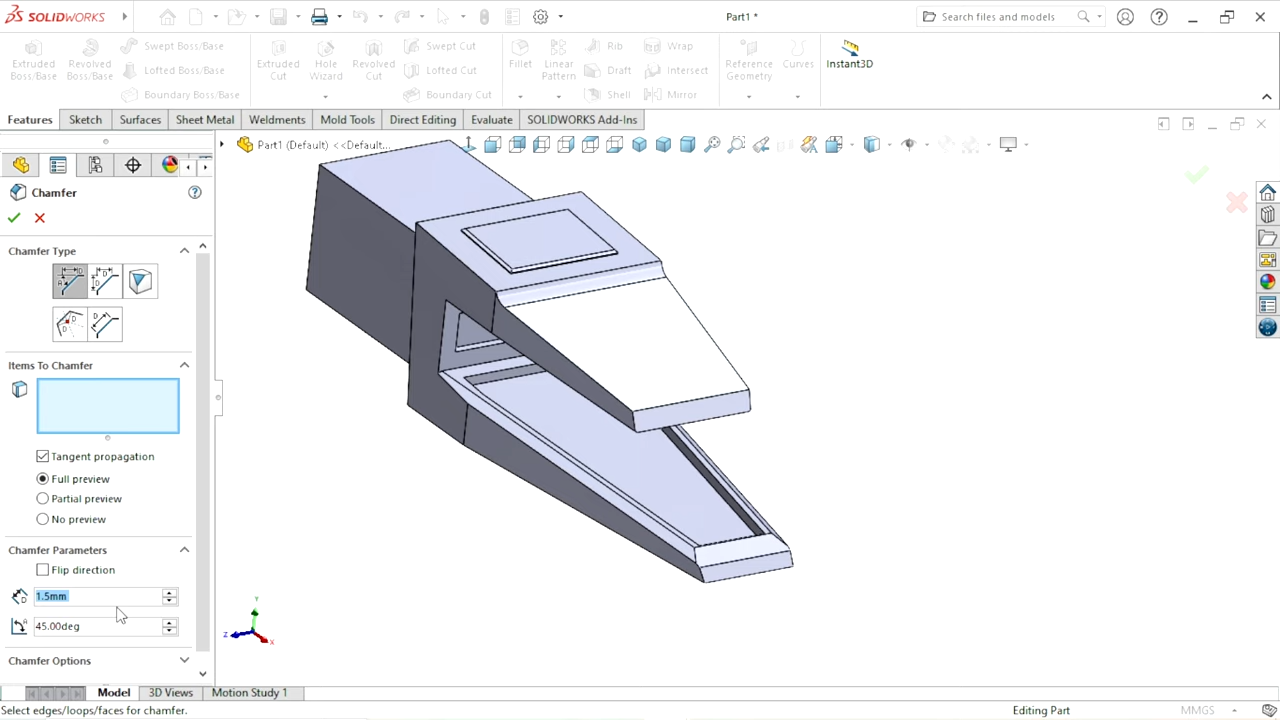 SOLIDWORKS
Part1 *
Search files and models
Extruded Boss/Base
Revolved Boss/Base
Swept Boss/Base
Lofted Boss/Base
Boundary Boss/Base
Extruded Cut
Hole Wizard
Revolved Cut
Swept Cut
Lofted Cut
Boundary Cut
Fillet
Linear Pattern
Rib
Draft
Shell
Wrap
Intersect
Mirror
Reference Geometry
Curves
Instant3D
Features
Sketch
Surfaces
Sheet Metal
Weldments
Mold Tools
Direct Editing
Evaluate
SOLIDWORKS Add-Ins
Part1 (Default) <<Default...
Chamfer
Chamfer Type
Items To Chamfer
Tangent propagation
Full preview
Partial preview
No preview
Chamfer Parameters
Flip direction
1.5mm
45.00deg
Chamfer Options
Y
Z
X
Model
3D Views
Motion Study 1
Select edges/loops/faces for chamfer.
Editing Part
MMGS